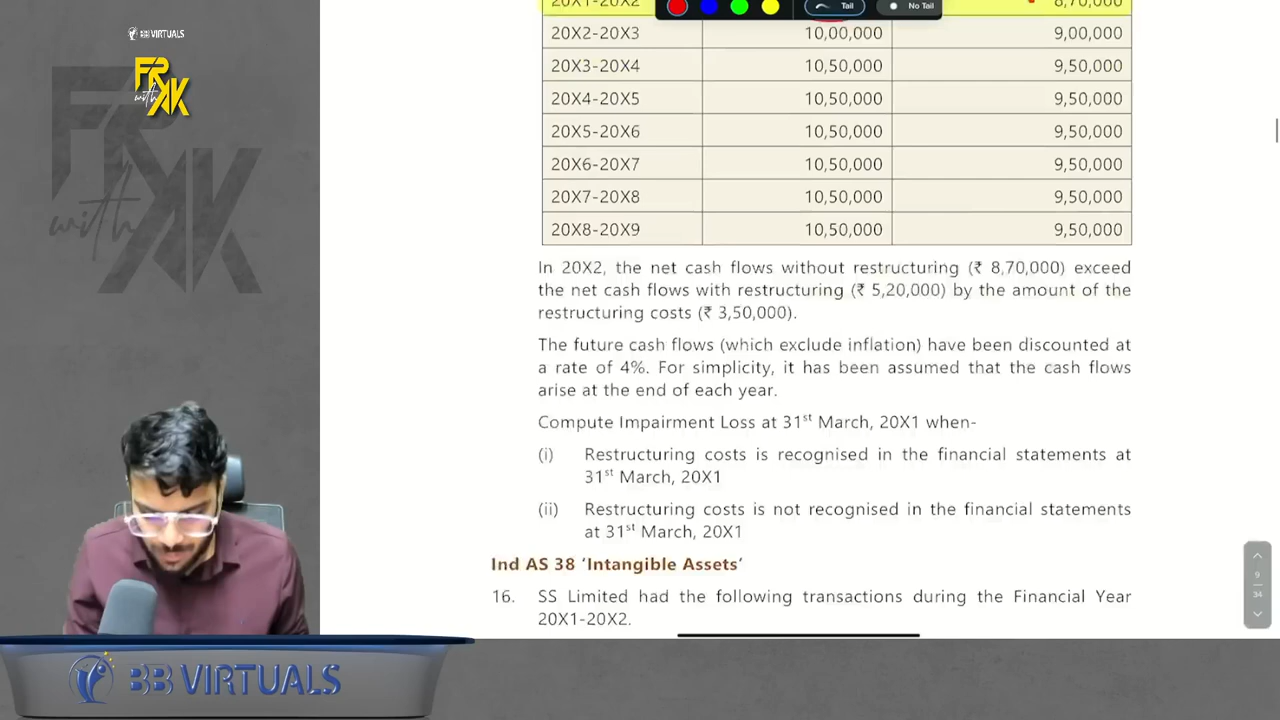 20X1-20X2 8,70,000
Tail
No Tail
BB VIRTUALS
FR
with AK
FR
with AK
20X2-20X3 10,00,000 9,00,000
20X3-20X4 10,50,000 9,50,000
20X4-20X5 10,50,000 9,50,000
20X5-20X6 10,50,000 9,50,000
20X6-20X7 10,50,000 9,50,000
20X7-20X8 10,50,000 9,50,000
20X8-20X9 10,50,000 9,50,000
In 20X2, the net cash flows without restructuring (₹ 8,70,000) exceed
the net cash flows with restructuring (₹ 5,20,000) by the amount of the
restructuring costs (₹ 3,50,000).
The future cash flows (which exclude inflation) have been discounted at
a rate of 4%. For simplicity, it has been assumed that the cash flows
arise at the end of each year.
Compute Impairment Loss at 31st March, 20X1 when-
(i) Restructuring costs is recognised in the financial statements at
31st March, 20X1
(ii) Restructuring costs is not recognised in the financial statements
at 31st March, 20X1
Ind AS 38 ‘Intangible Assets’
16. SS Limited had the following transactions during the Financial Year
20X1-20X2.
9
34
BB VIRTUALS